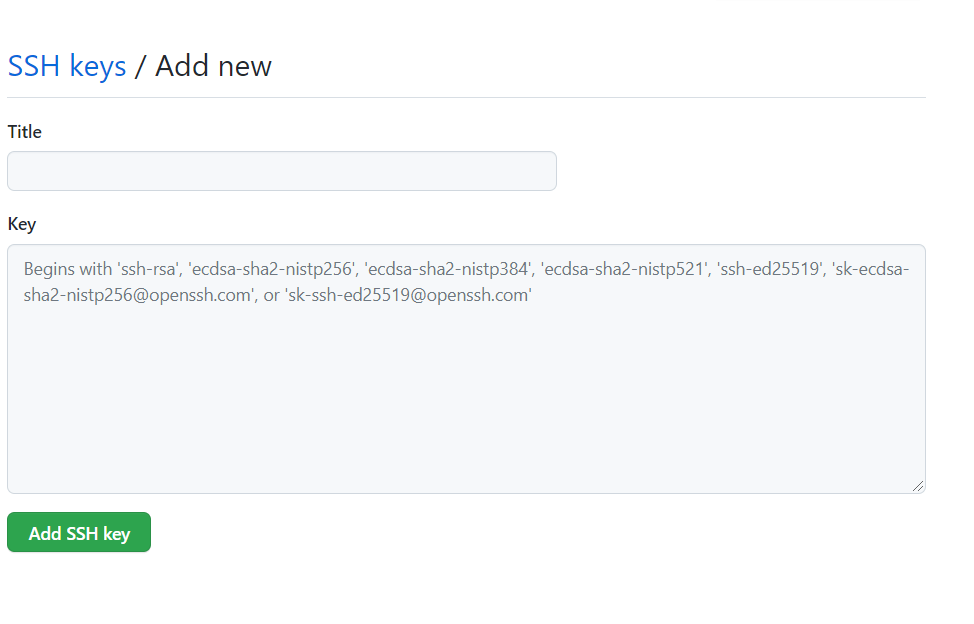 SSH keys / Add new
Title
Key
Begins with 'ssh-rsa', 'ecdsa-sha2-nistp256', 'ecdsa-sha2-nistp384', 'ecdsa-sha2-nistp521', 'ssh-ed25519', 'sk-ecdsa-
sha2-nistp256@openssh.com', or 'sk-ssh-ed25519@openssh.com'
Add SSH key